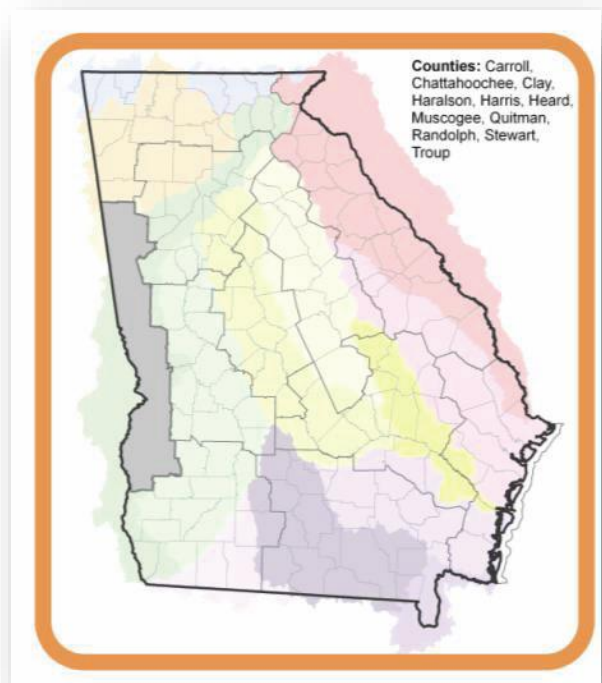 Counties: Carroll,
Chattahoochee, Clay,
Haralson, Harris, Heard,
Muscogee, Quitman,
Randolph, Stewart,
Troup